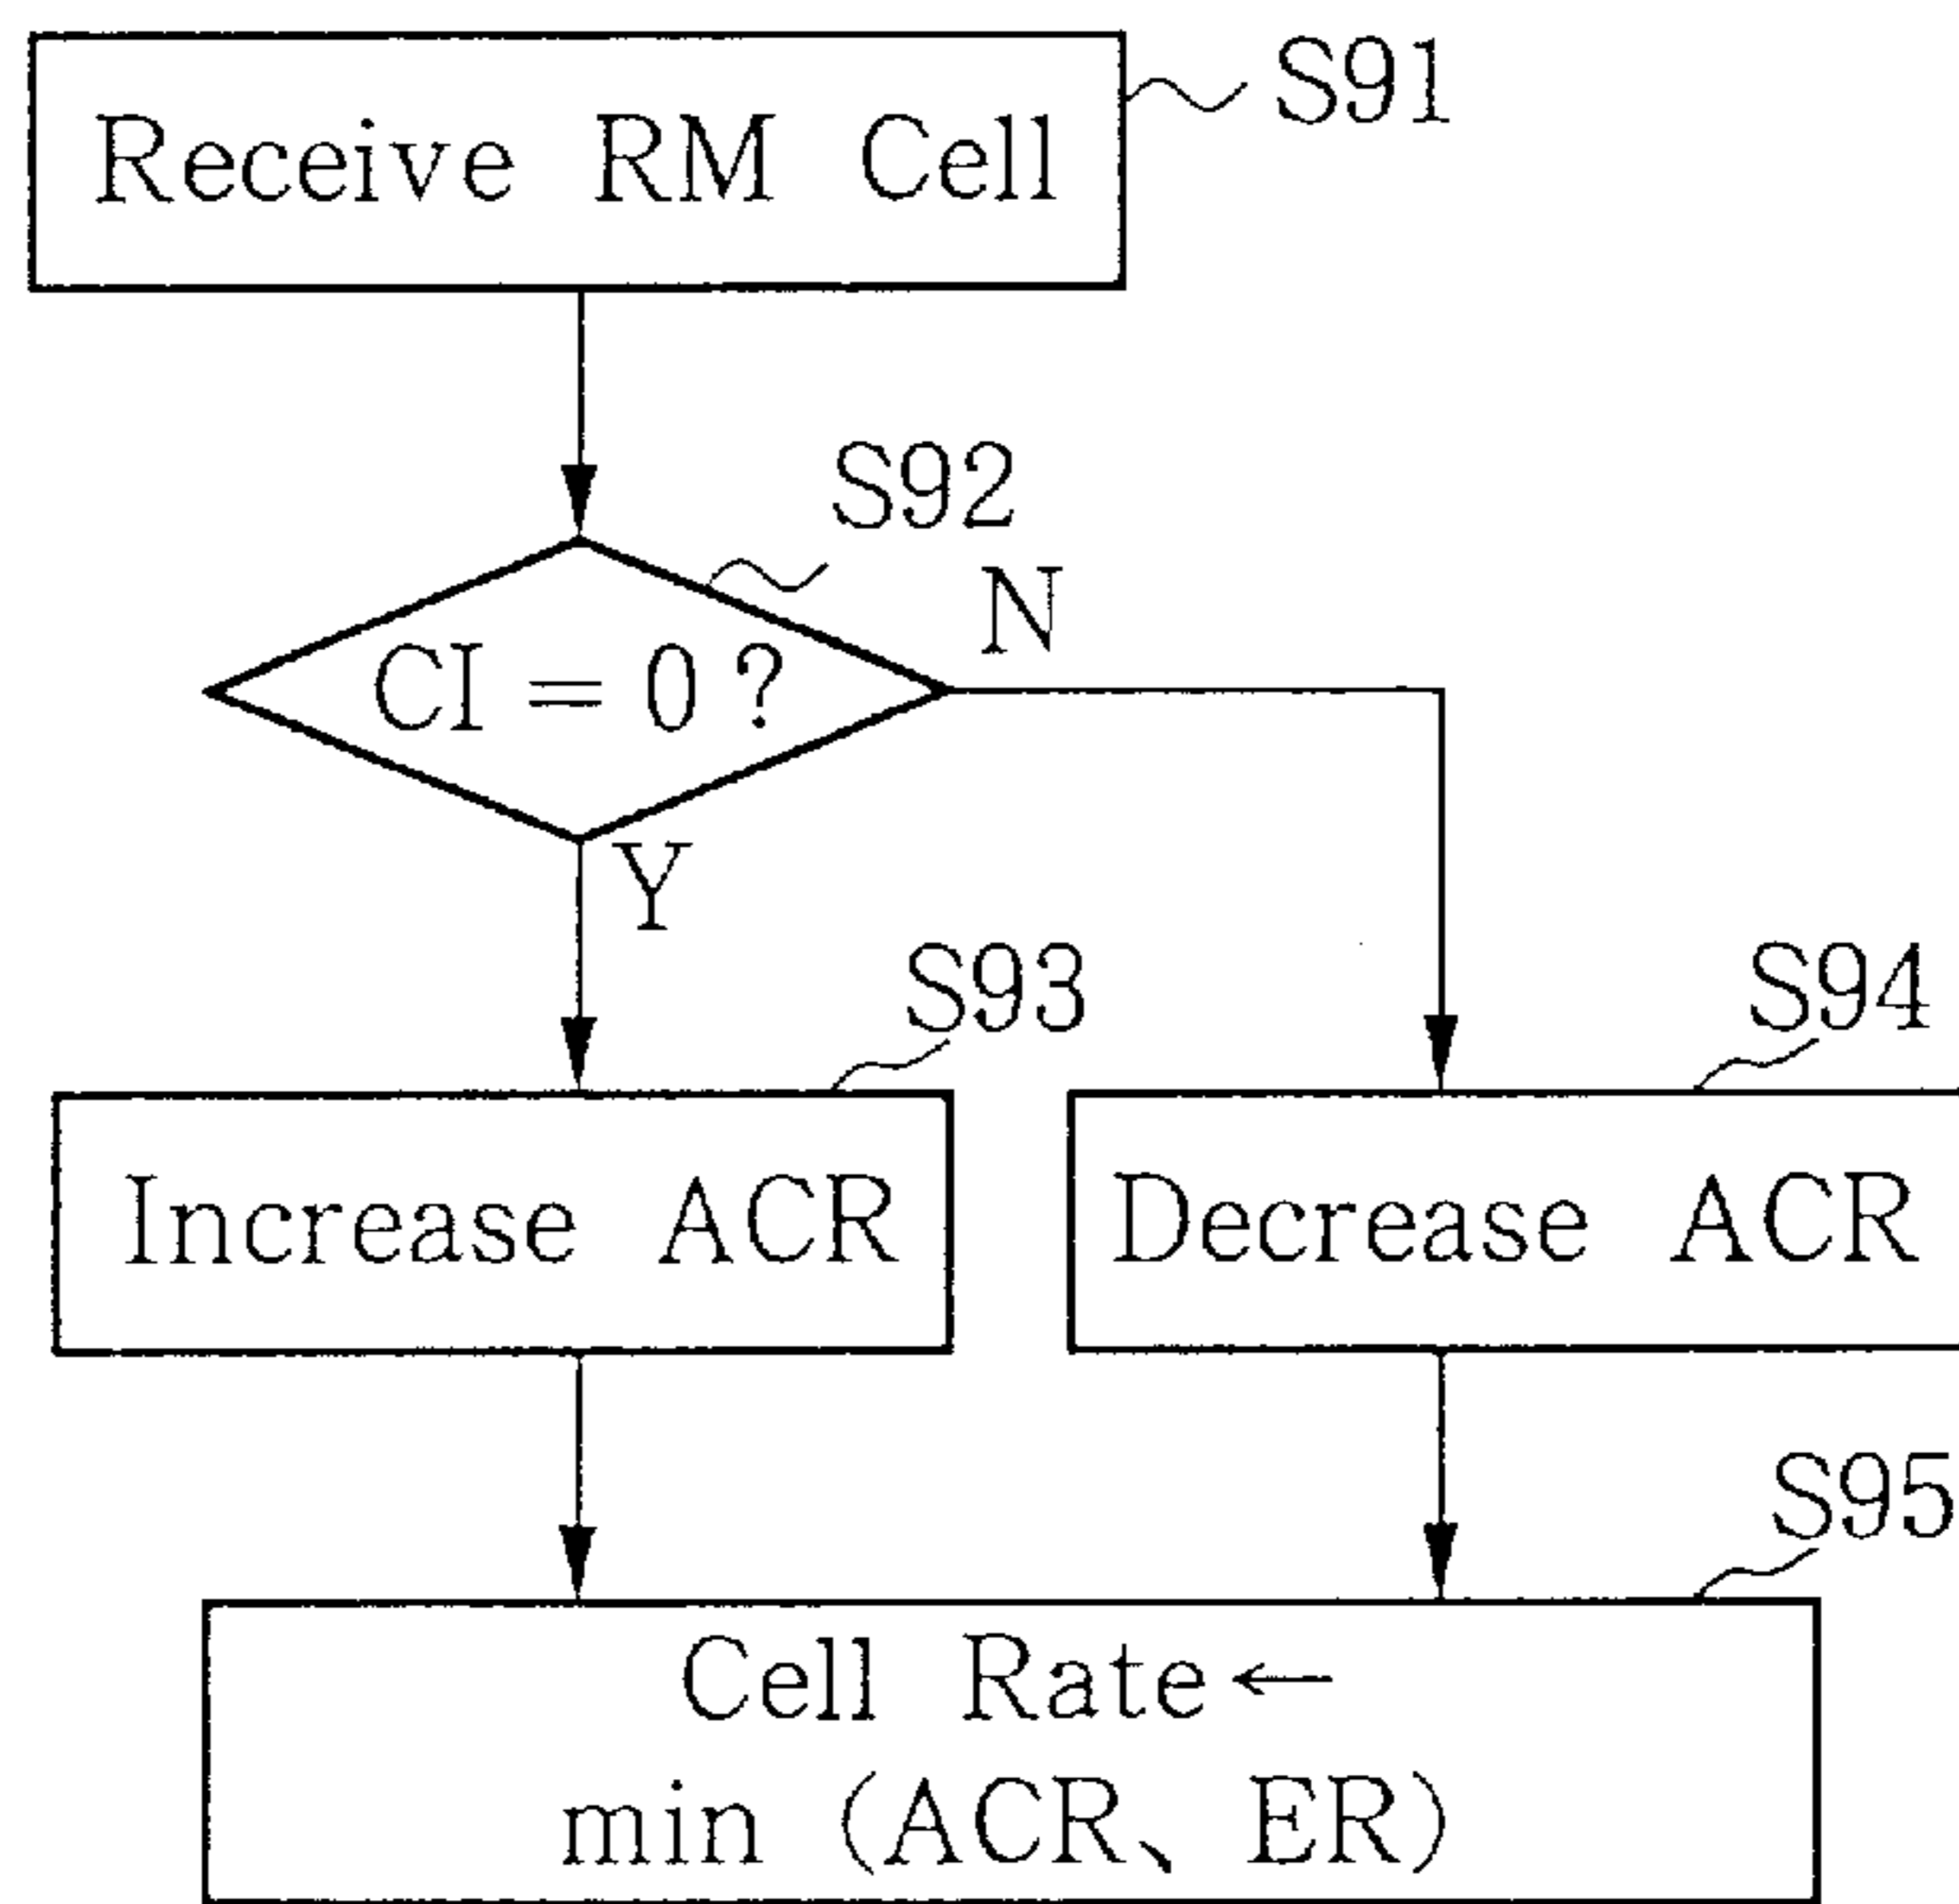 Receive RM Cell
S91
S92
CI = 0 ?
N
Y
S93
S94
Increase ACR
Decrease ACR
S95
Cell Rate←
min (ACR、ER)